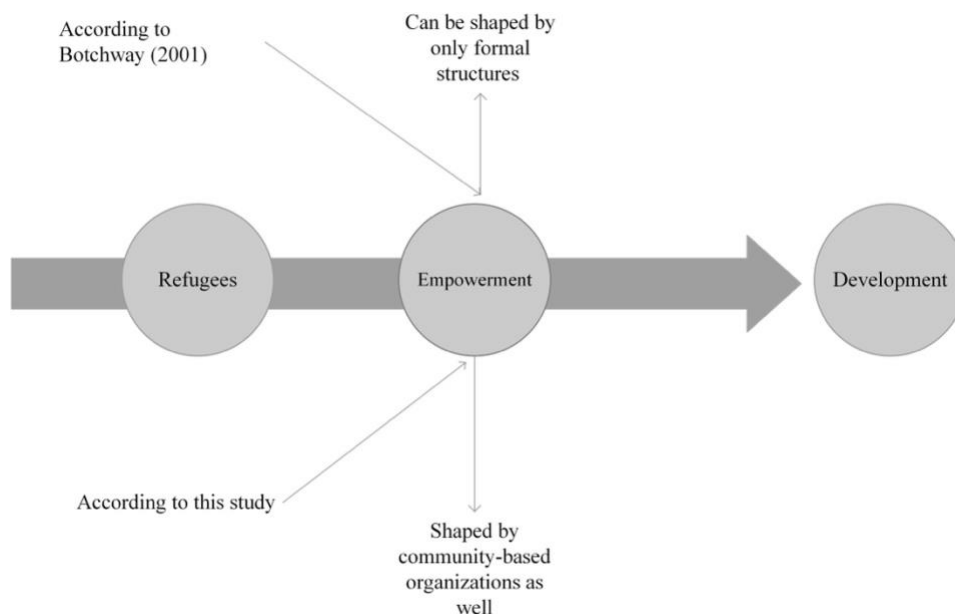 According to
Botchway (2001)
Can be shaped by
only formal
structures
Refugees
Empowerment
Development
According to this study
Shaped by
community-based
organizations as
well